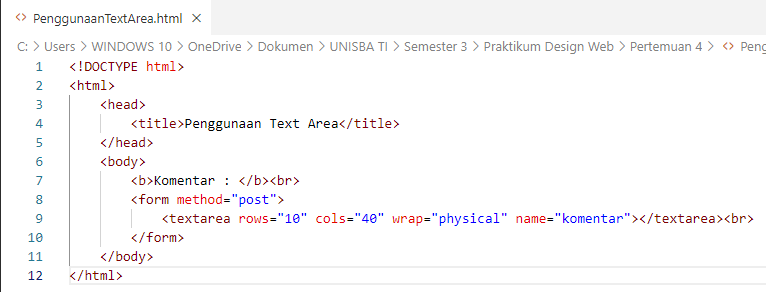 PenggunaanTextArea.html
C: > Users > WINDOWS 10 > OneDrive > Dokumen > UNISBA TI > Semester 3 > Praktikum Design Web > Pertemuan 4 > <> Peng
1 <!DOCTYPE html>
2 <html>
3 <head>
4 <title>Penggunaan Text Area</title>
5 </head>
6 <body>
7 <b>Komentar : </b><br>
8 <form method="post">
9 <textarea rows="10" cols="40" wrap="physical" name="komentar"></textarea><br>
10 </form>
11 </body>
12 </html>